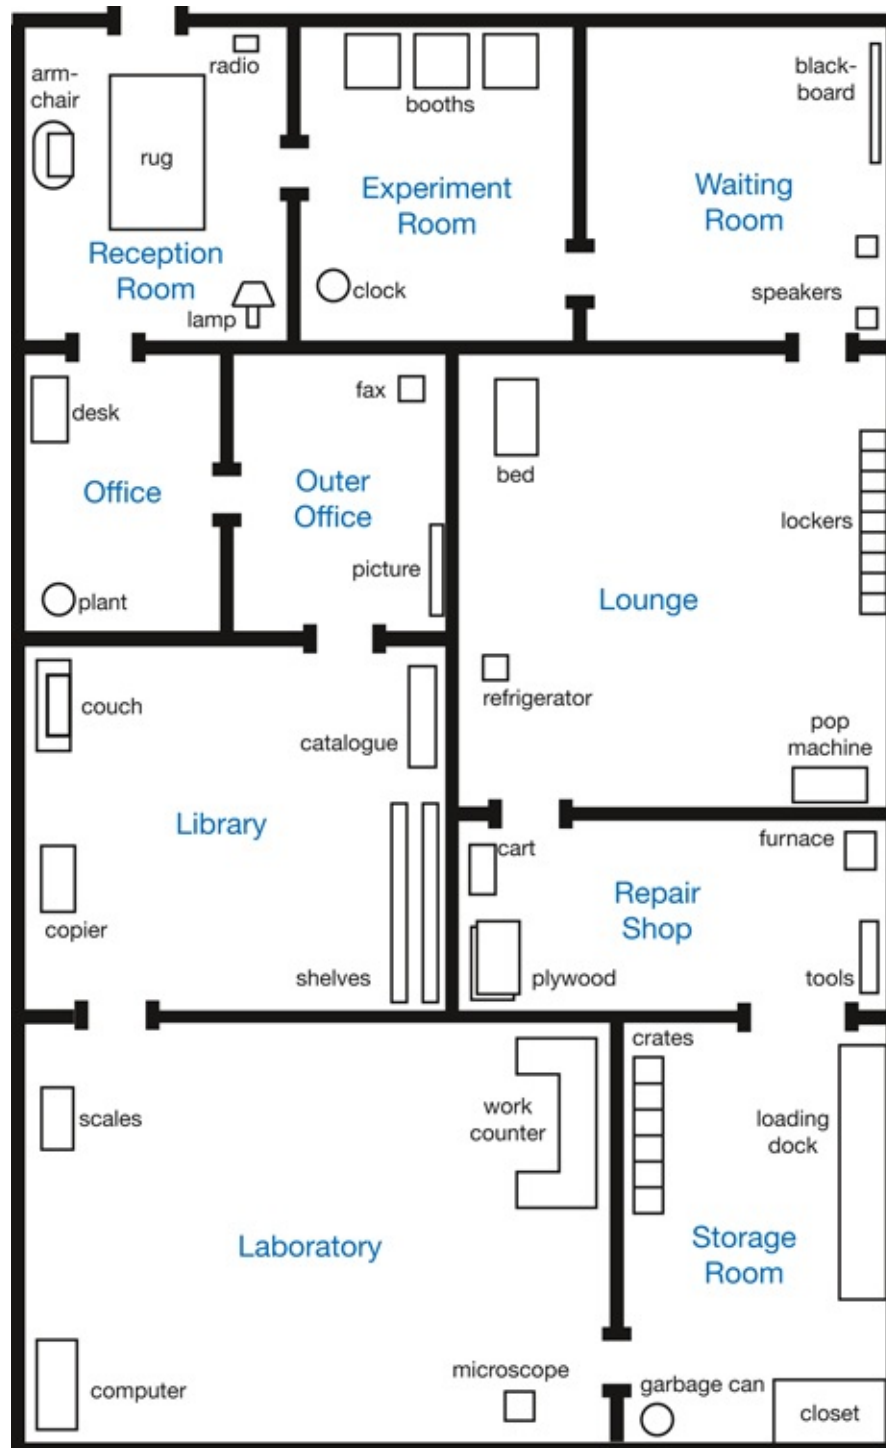 radio
arm-
chair
rug
Reception
Room
lamp
booths
Experiment
Room
clock
black-
board
Waiting
Room
speakers
desk
Office
plant
fax
Outer
Office
picture
bed
lockers
Lounge
refrigerator
pop
machine
couch
catalogue
Library
copier
shelves
cart
furnace
Repair
Shop
plywood
tools
scales
work
counter
Laboratory
computer
microscope
crates
loading
dock
Storage
Room
garbage can
closet